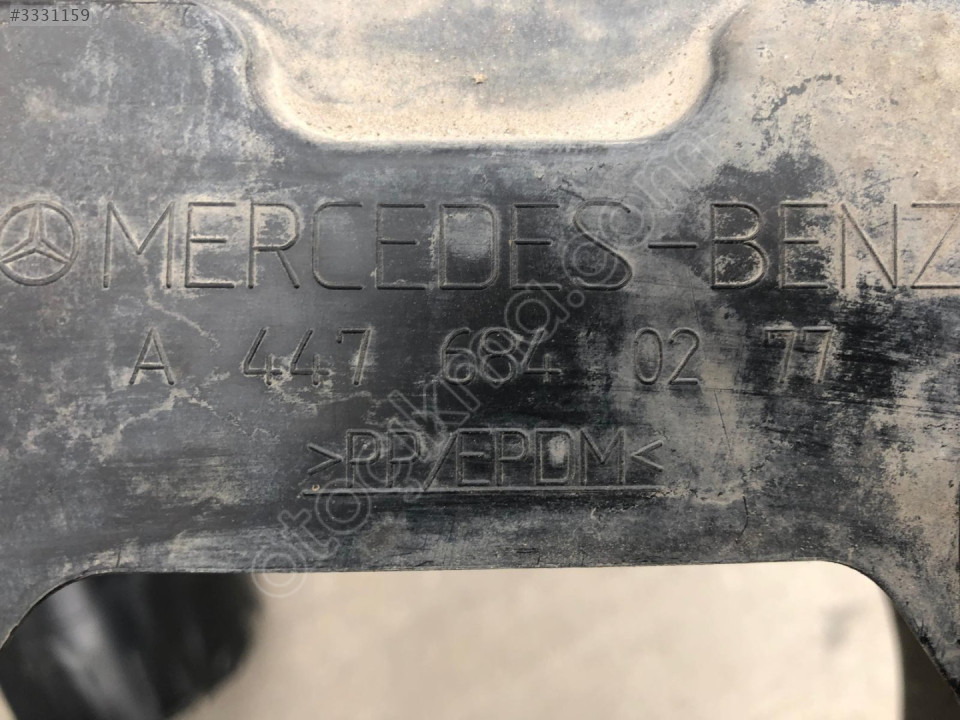 #3331159
MERCEDES-BENZ
A 447 684 02 77
>PP/EPDM<